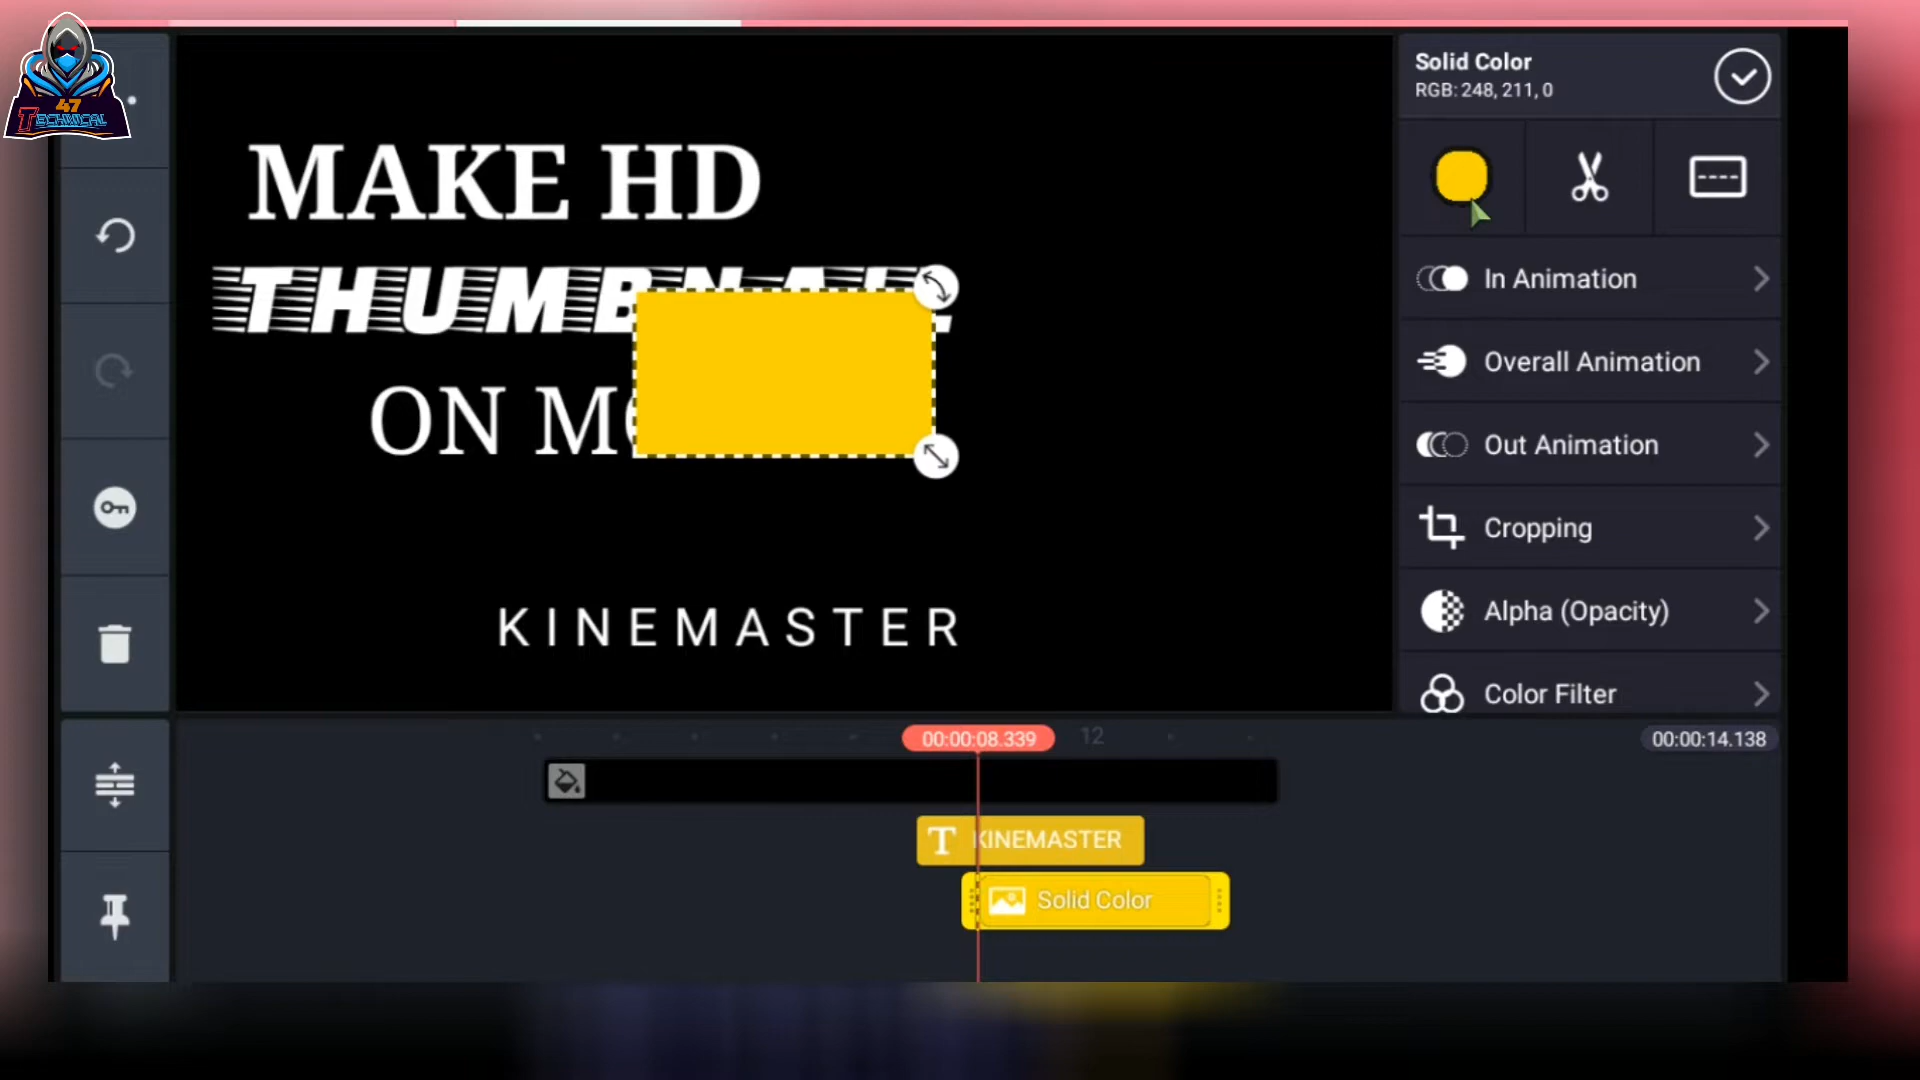 47
TECHNICAL
Solid Color
RGB: 248, 211, 0
MAKE HD
ON
In Animation
Overall Animation
Out Animation
Cropping
Alpha (Opacity)
Color Filter
KINEMASTER
00:00:08.339
12
00:00:14.138
T KINEMASTER
Solid Color